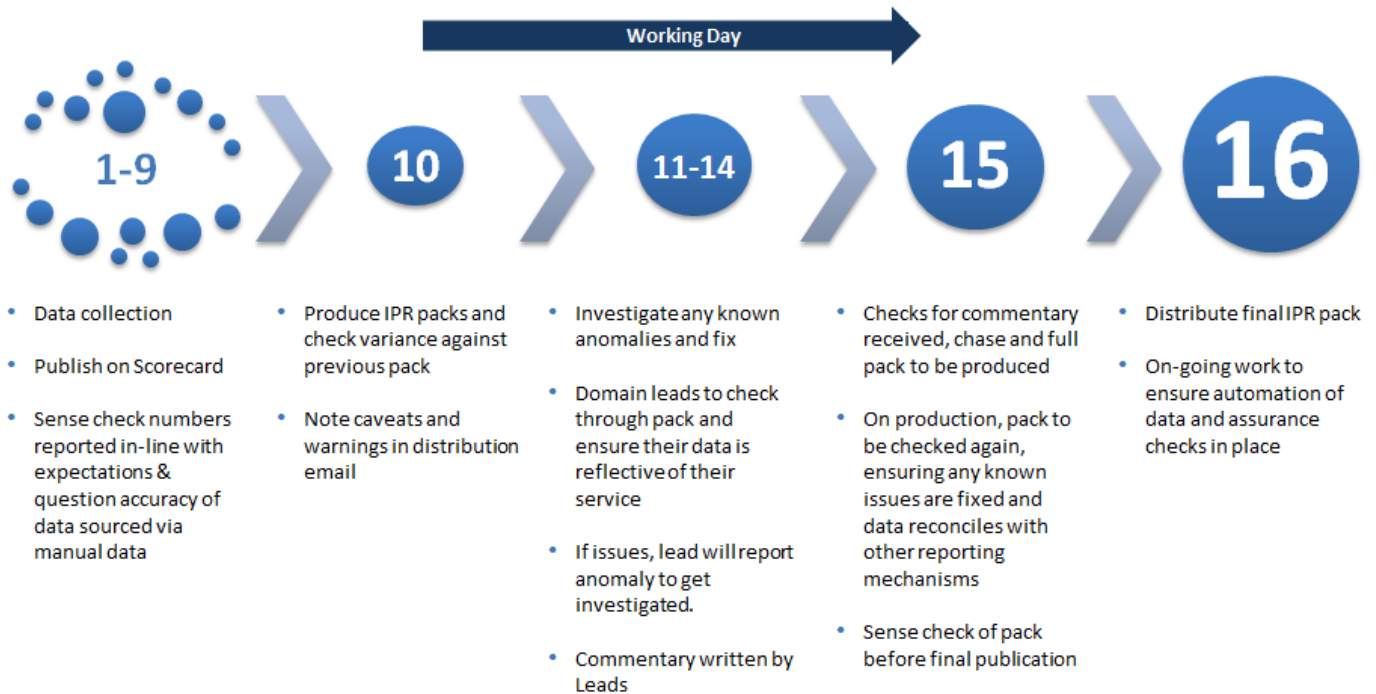 Working Day
1-9
10
11-14
15
16
• Data collection
• Publish on Scorecard
• Sense check numbers
reported in-line with
expectations &
question accuracy of
data sourced via
manual data
• Produce IPR packs and
check variance against
previous pack
• Note caveats and
warnings in distribution
email
• Investigate any known
anomalies and fix
• Domain leads to check
through pack and
ensure their data is
reflective of their
service
• If issues, lead will report
anomaly to get
investigated.
• Commentary written by
Leads
• Checks for commentary
received, chase and full
pack to be produced
• On production, pack to
be checked again,
ensuring any known
issues are fixed and
data reconciles with
other reporting
mechanisms
• Sense check of pack
before final publication
• Distribute final IPR pack
• On-going work to
ensure automation of
data and assurance
checks in place